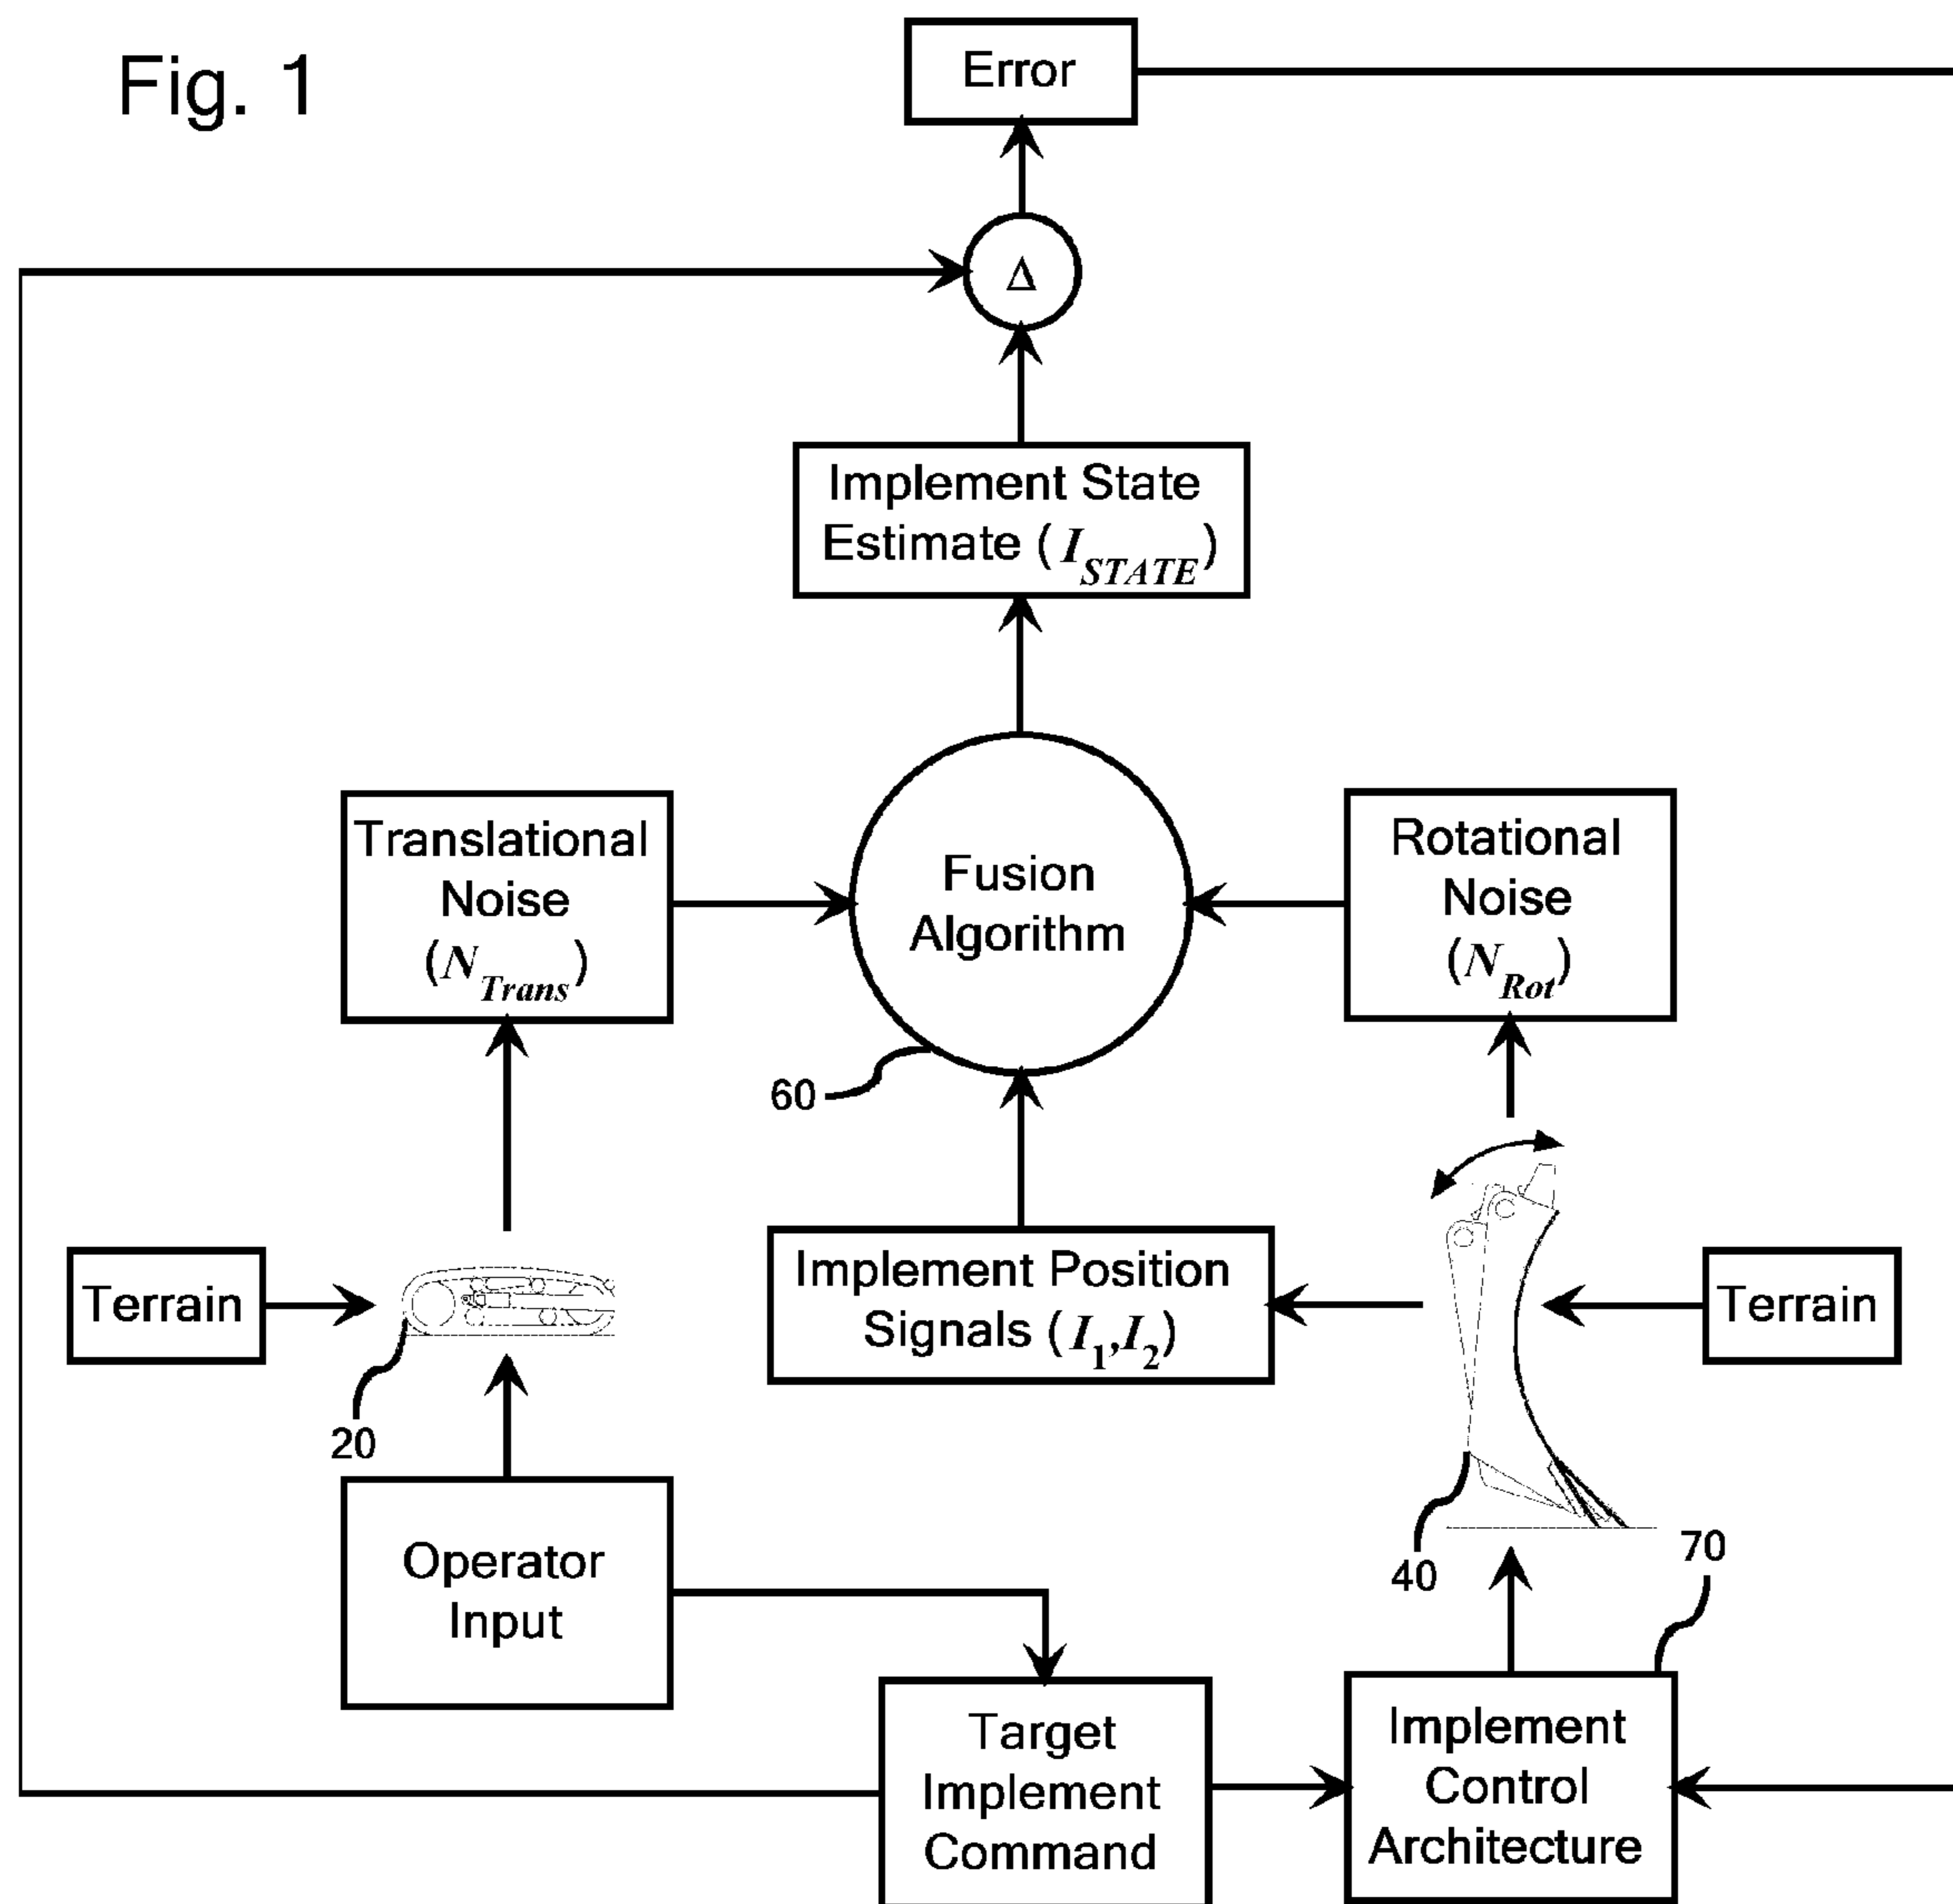 Fig. 1
Error
Δ
Implement State
Estimate (I_STATE)
Translational
Noise
(N_Trans)
Fusion
Algorithm
Rotational
Noise
(N_Rot)
60
Terrain
Implement Position
Signals (I_1,I_2)
Terrain
20
40
70
Operator
Input
Target
Implement
Command
Implement
Control
Architecture